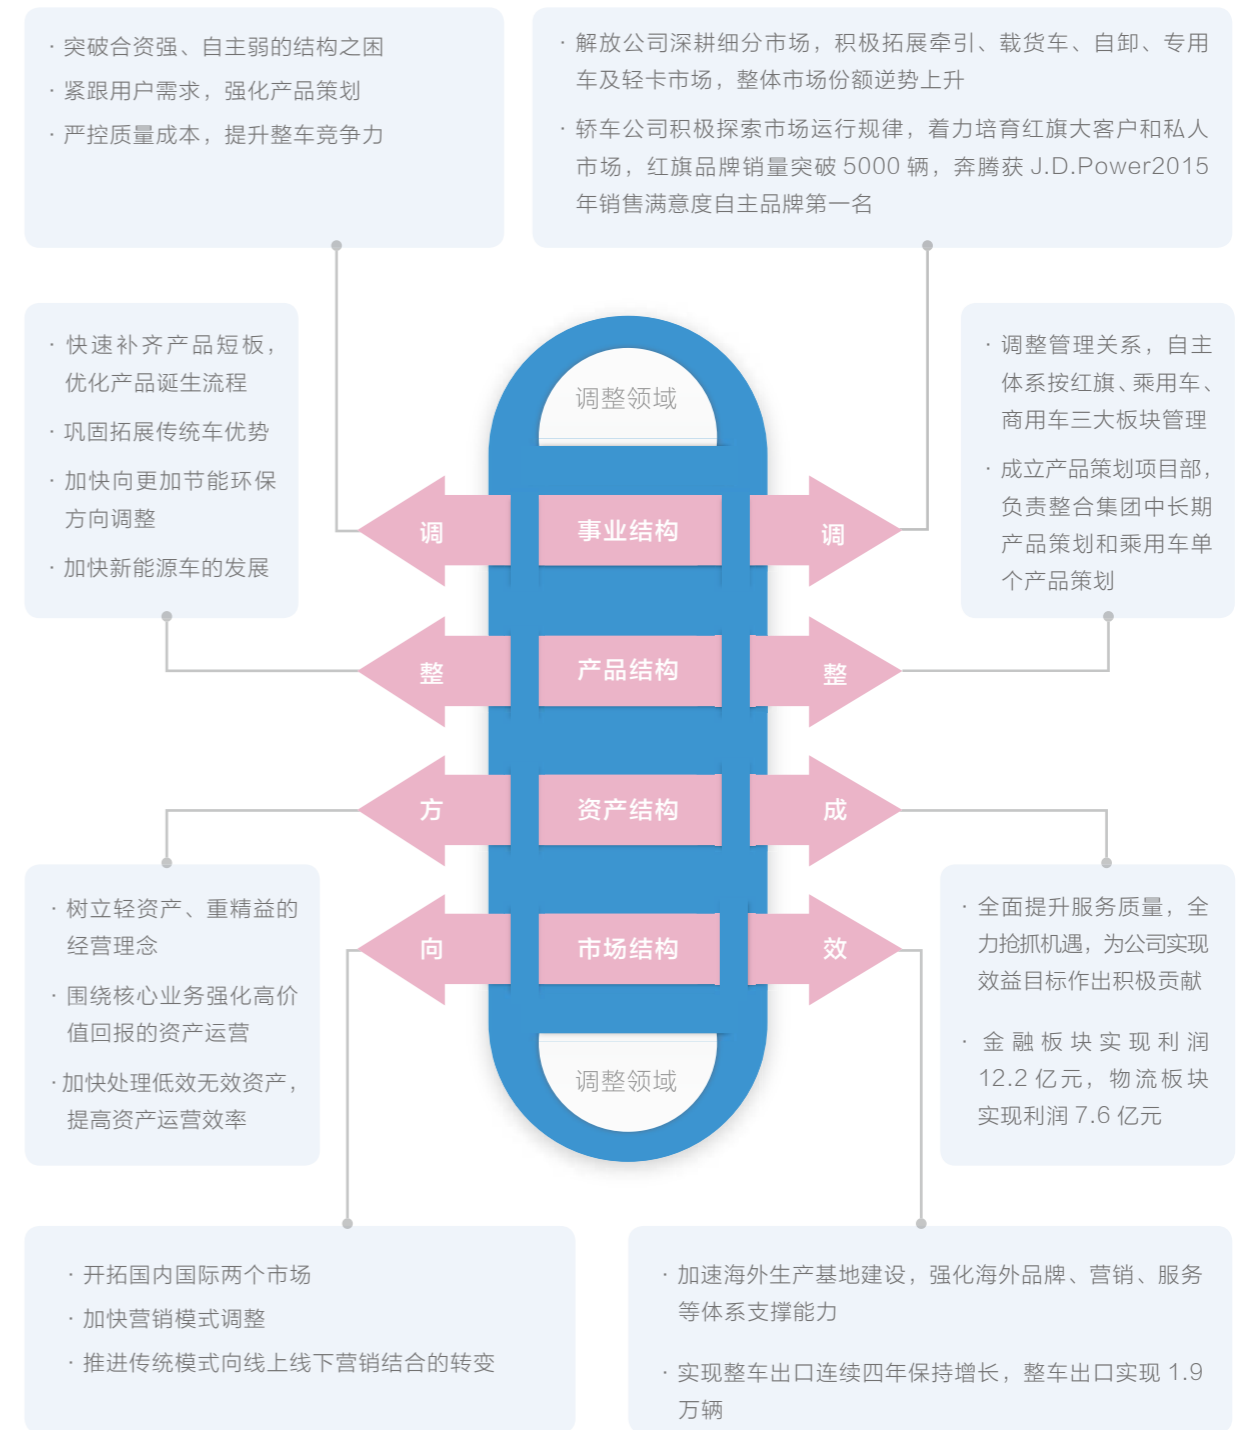 · 突破合资强、自主弱的结构之困
· 紧跟用户需求，强化产品策划
· 严控质量成本，提升整车竞争力
· 解放公司深耕细分市场，积极拓展牵引、载货车、自卸、专用
车及轻卡市场，整体市场份额逆势上升
· 轿车公司积极探索市场运行规律，着力培育红旗大客户和私人
市场，红旗品牌销量突破 5000 辆，奔腾获 J.D.Power2015
年销售满意度自主品牌第一名
· 快速补齐产品短板，
优化产品诞生流程
· 巩固拓展传统车优势
· 加快向更加节能环保
方向调整
· 加快新能源车的发展
· 调整管理关系，自主
体系按红旗、乘用车、
商用车三大板块管理
· 成立产品策划项目部，
负责整合集团中长期
产品策划和乘用车单
个产品策划
调整领域
调
事业结构
调
整
产品结构
整
方
资产结构
成
向
市场结构
效
调整领域
· 树立轻资产、重精益的
经营理念
· 围绕核心业务强化高价
值回报的资产运营
· 加快处理低效无效资产，
提高资产运营效率
· 全面提升服务质量，全
力抢抓机遇，为公司实现
效益目标作出积极贡献
· 金融板块实现利润
12.2 亿元，物流板块
实现利润 7.6 亿元
· 开拓国内国际两个市场
· 加快营销模式调整
· 推进传统模式向线上线下营销结合的转变
· 加速海外生产基地建设，强化海外品牌、营销、服务
等体系支撑能力
· 实现整车出口连续四年保持增长，整车出口实现 1.9
万辆